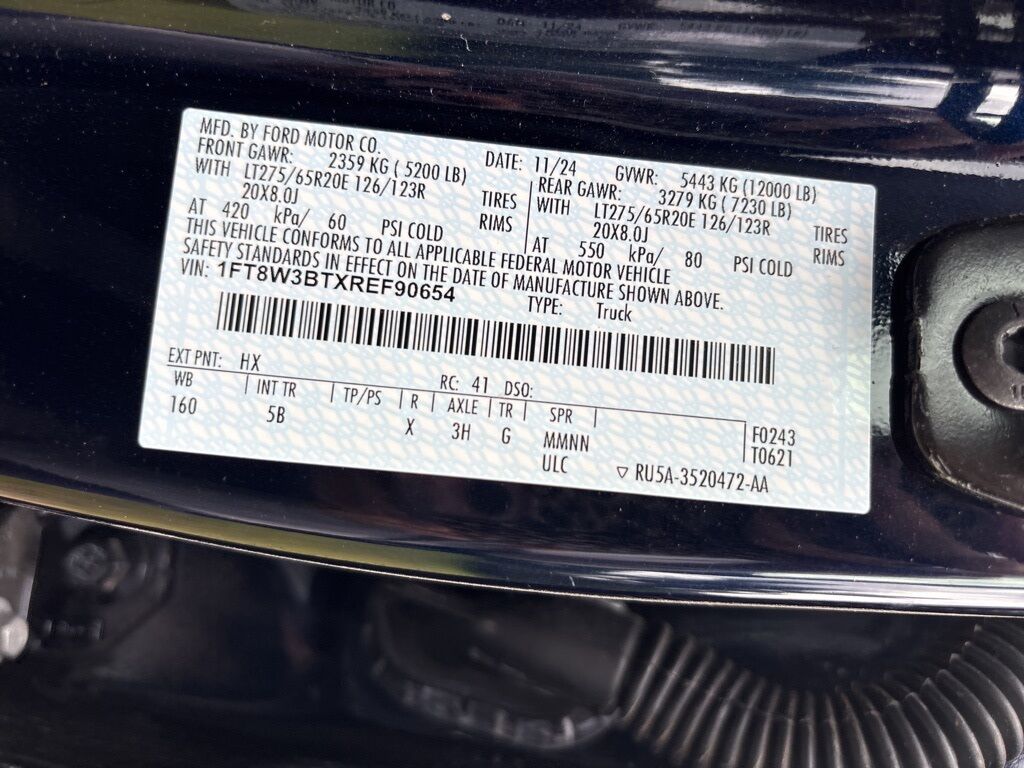 MFD. BY FORD MOTOR CO. DATE: 11/24 GVWR: 5443 KG (12000 LB)
FRONT GAWR: 2359 KG ( 5200 LB) REAR GAWR: 3279 KG ( 7230 LB)
WITH LT275/65R20E 126/123R TIRES WITH LT275/65R20E 126/123R TIRES
20X8.0J RIMS 20X8.0J RIMS
AT 420 kPa/ 60 PSI COLD AT 550 kPa/ 80 PSI COLD
THIS VEHICLE CONFORMS TO ALL APPLICABLE FEDERAL MOTOR VEHICLE
SAFETY STANDARDS IN EFFECT ON THE DATE OF MANUFACTURE SHOWN ABOVE.
VIN: 1FT8W3BTXREF90654 TYPE: Truck
EXT PNT: HX RC: 41 DSO:
WB INT TR TP/PS R AXLE TR SPR
160 5B X 3H G MMNN F0243
ULC T0621
▽ RU5A-3520472-AA